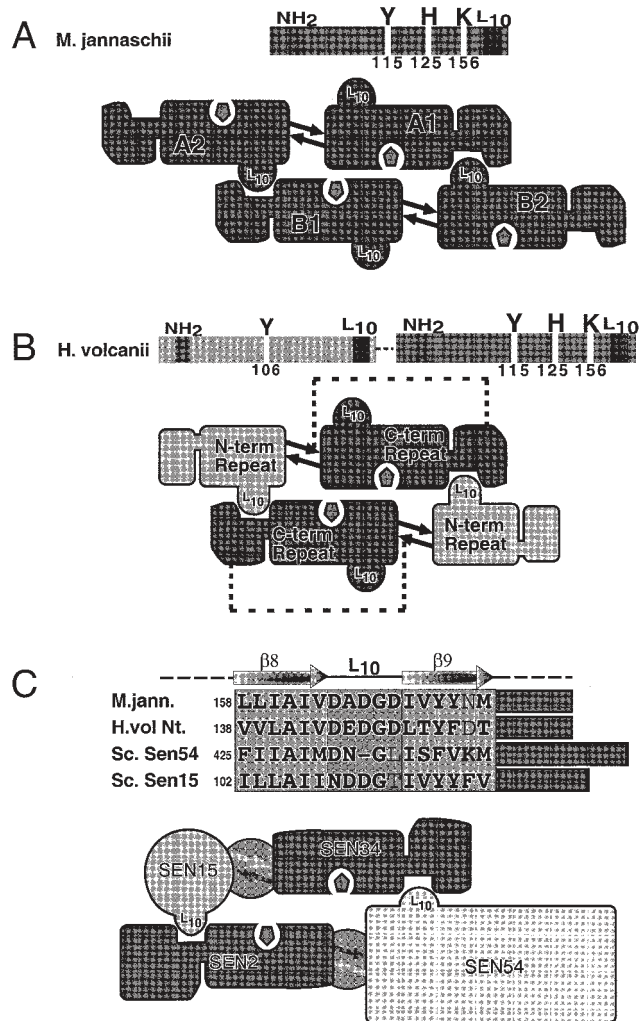 A
M. jannaschii
NH2 Y H K L10
115 125 156
L10
A2 A1
L10 L10
B1 B2
L10
B
H. volcanii
NH2 Y L10 NH2 Y H K L10
106 115 125 156
L10
N-term Repeat C-term Repeat
L10 L10
C-term Repeat N-term Repeat
L10
C
β8 L10 β9
M.jann. 158 LLIAIVDADGDIVYYNM
H.vol Nt. 138 VVLAIVDEDGDLTYFDT
Sc. Sen54 425 FIIAIMDN-GLISFVKM
Sc. Sen15 102 ILLAIINDDGTIVYYFV
SEN15 SEN34
L10 L10
SEN2 SEN54